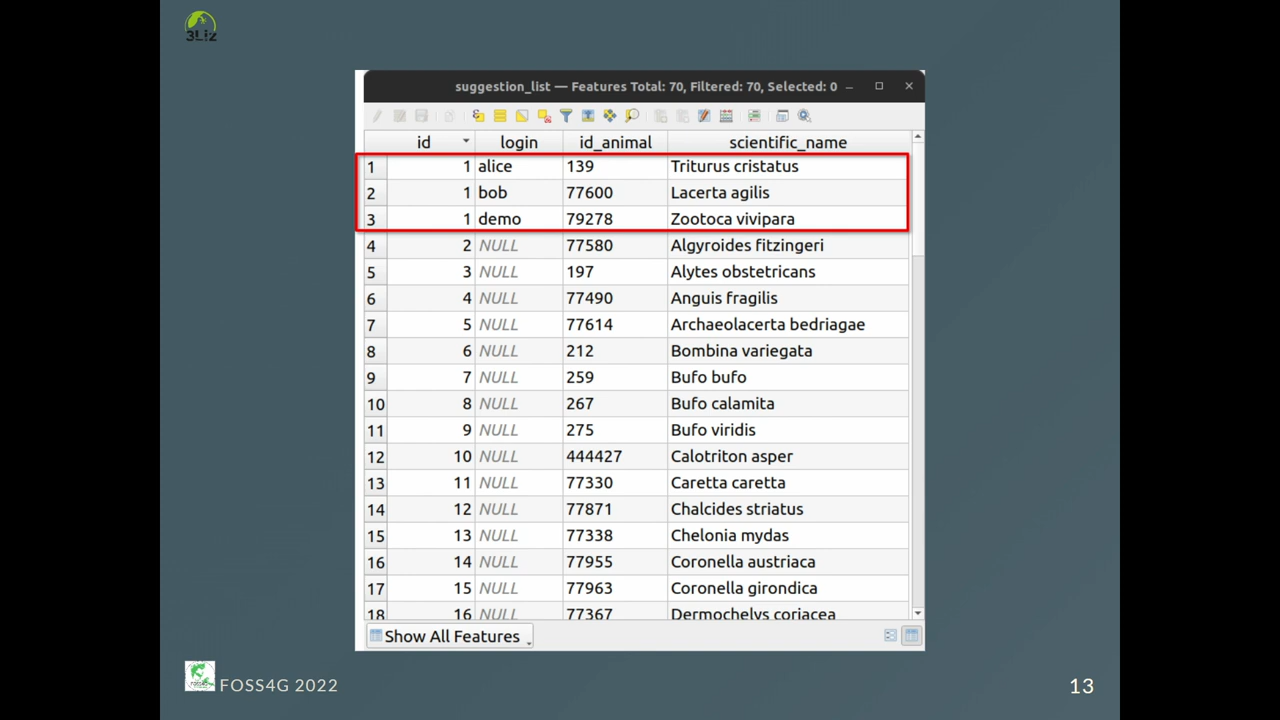 3Liz
suggestion_list — Features Total: 70, Filtered: 70, Selected: 0
id login id_animal scientific_name
1 1 alice 139 Triturus cristatus
2 1 bob 77600 Lacerta agilis
3 1 demo 79278 Zootoca vivipara
4 2 NULL 77580 Algyroides fitzingeri
5 3 NULL 197 Alytes obstetricans
6 4 NULL 77490 Anguis fragilis
7 5 NULL 77614 Archaeolacerta bedriagae
8 6 NULL 212 Bombina variegata
9 7 NULL 259 Bufo bufo
10 8 NULL 267 Bufo calamita
11 9 NULL 275 Bufo viridis
12 10 NULL 444427 Calotriton asper
13 11 NULL 77330 Caretta caretta
14 12 NULL 77871 Chalcides striatus
15 13 NULL 77338 Chelonia mydas
16 14 NULL 77955 Coronella austriaca
17 15 NULL 77963 Coronella girondica
18 16 NULL 77367 Dermochelys coriacea
Show All Features
FOSS4G
FOSS4G 2022
13